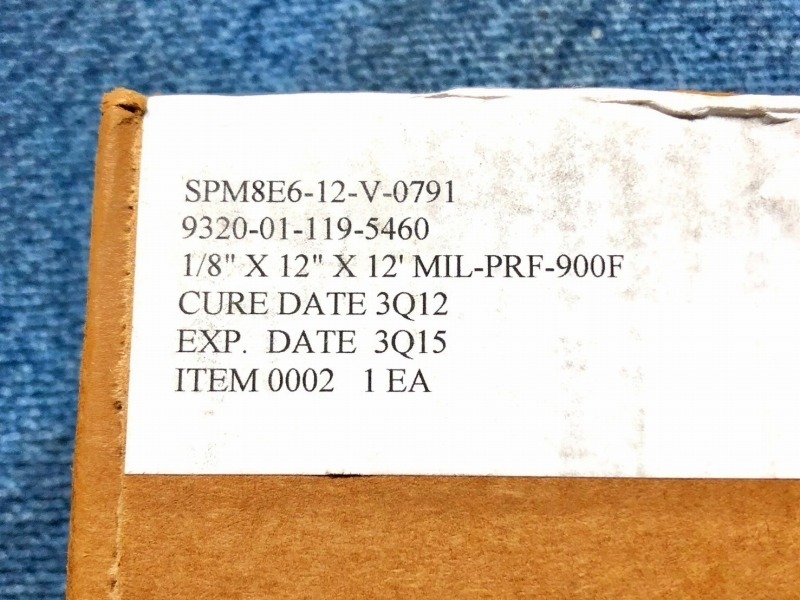 SPM8E6-12-V-0791
9320-01-119-5460
1/8" X 12" X 12' MIL-PRF-900F
CURE DATE 3Q12
EXP. DATE 3Q15
ITEM 0002 1 EA